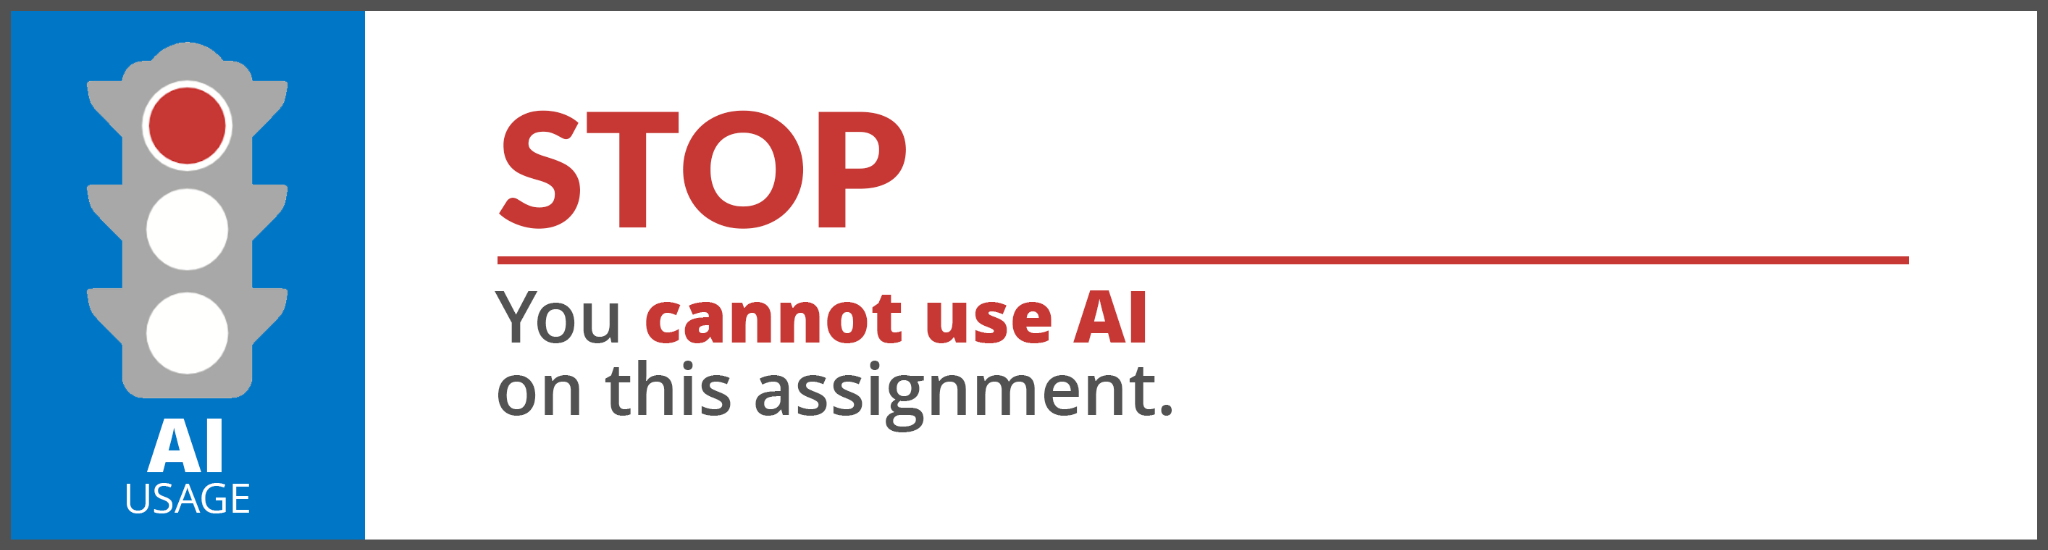 AI
USAGE
STOP
You cannot use AI
on this assignment.